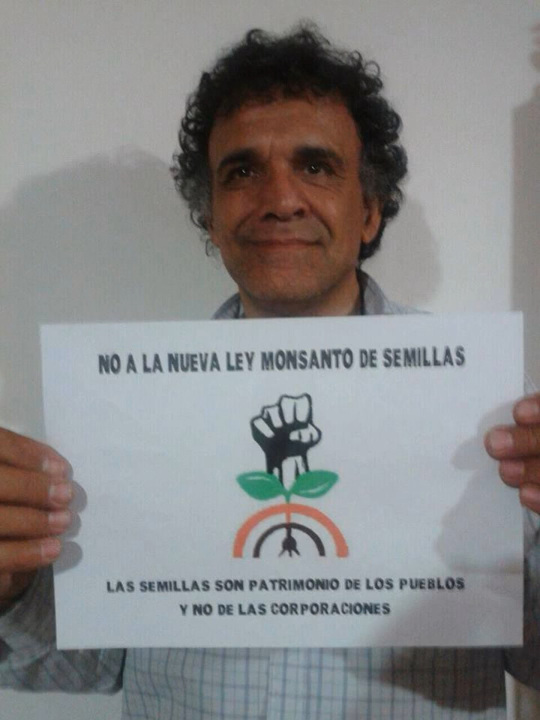 NO A LA NUEVA LEY MONSANTO DE SEMILLAS
LAS SEMILLAS SON PATRIMONIO DE LOS PUEBLOS
Y NO DE LAS CORPORACIONES